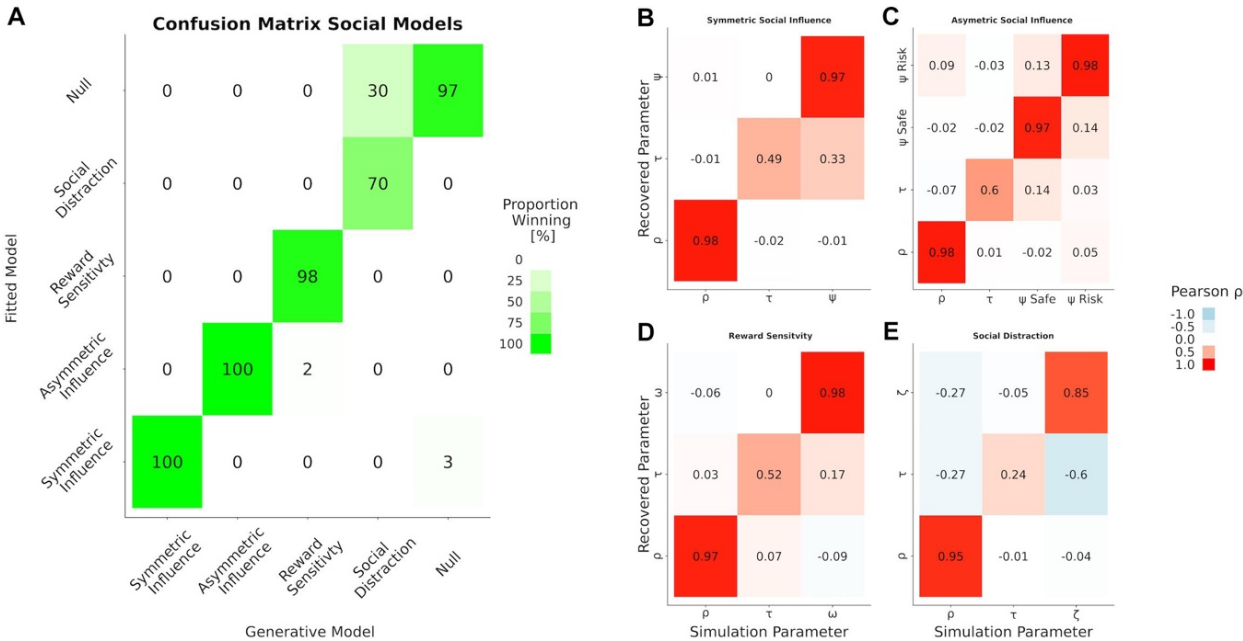 A
Confusion Matrix Social Models
Fitted Model
Null
0 0 0 30 97
Social
Distraction
0 0 0 70 0
Reward
Sensitivty
0 0 98 0 0
Asymmetric
Influence
0 100 2 0 0
Symmetric
Influence
100 0 0 0 3
Symmetric
Influence
Asymmetric
Influence
Reward
Sensitivty
Social
Distraction
Null
Generative Model
Proportion
Winning
[%]
0
25
50
75
100
B
Symmetric Social Influence
Recovered Parameter
ψ 0.01 0 0.97
τ -0.01 0.49 0.33
ρ 0.98 -0.02 -0.01
ρ τ ψ
C
Asymetric Social Influence
ψ Risk 0.09 -0.03 0.13 0.98
ψ Safe -0.02 -0.02 0.97 0.14
τ -0.07 0.6 0.14 0.03
ρ 0.98 0.01 -0.02 0.05
ρ τ ψ Safe ψ Risk
D
Reward Sensitvity
Recovered Parameter
ω -0.06 0 0.98
τ 0.03 0.52 0.17
ρ 0.97 0.07 -0.09
ρ τ ω
Simulation Parameter
E
Social Distraction
ζ -0.27 -0.05 0.85
τ -0.27 0.24 -0.6
ρ 0.95 -0.01 -0.04
ρ τ ζ
Simulation Parameter
Pearson ρ
-1.0
-0.5
0.0
0.5
1.0